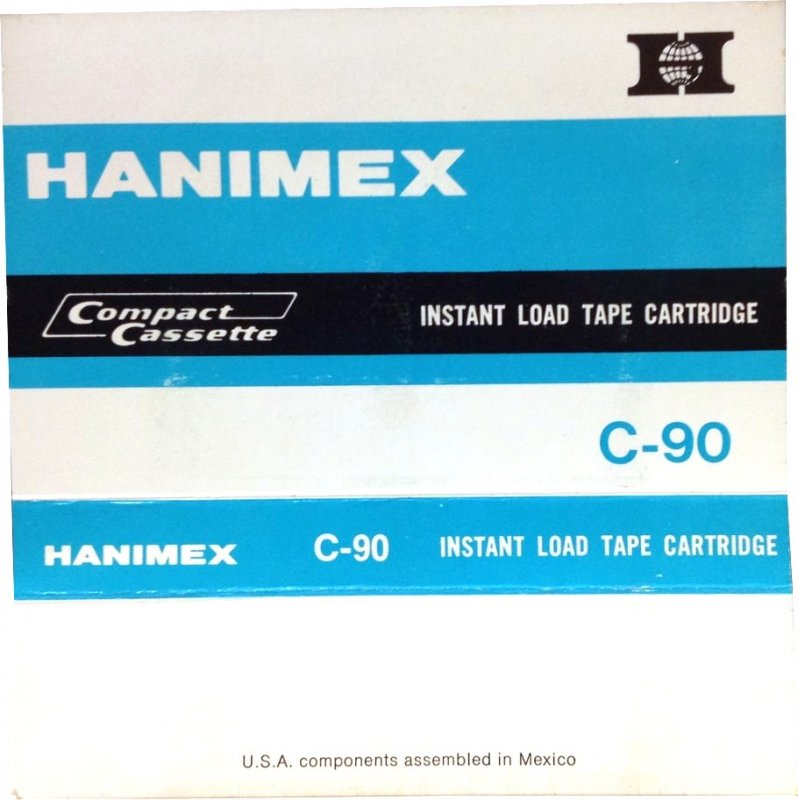 H
HANIMEX
Compact
Cassette
INSTANT LOAD TAPE CARTRIDGE
C-90
HANIMEX C-90 INSTANT LOAD TAPE CARTRIDGE
U.S.A. components assembled in Mexico